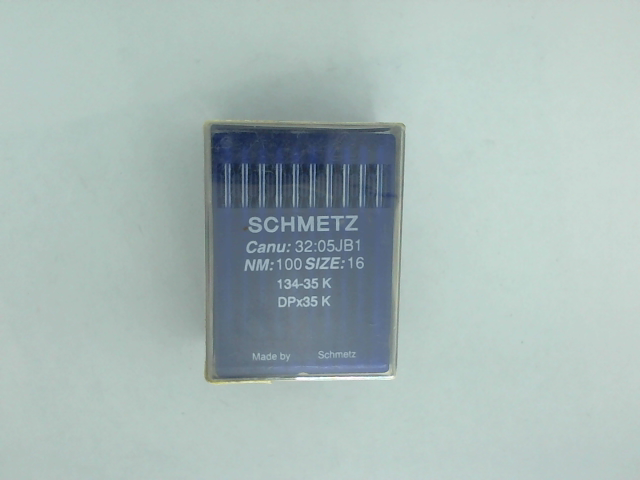 SCHMETZ
Canu: 32:05JB1
NM:100 SIZE:16
134-35 K
DPx35 K
Made by Schmetz